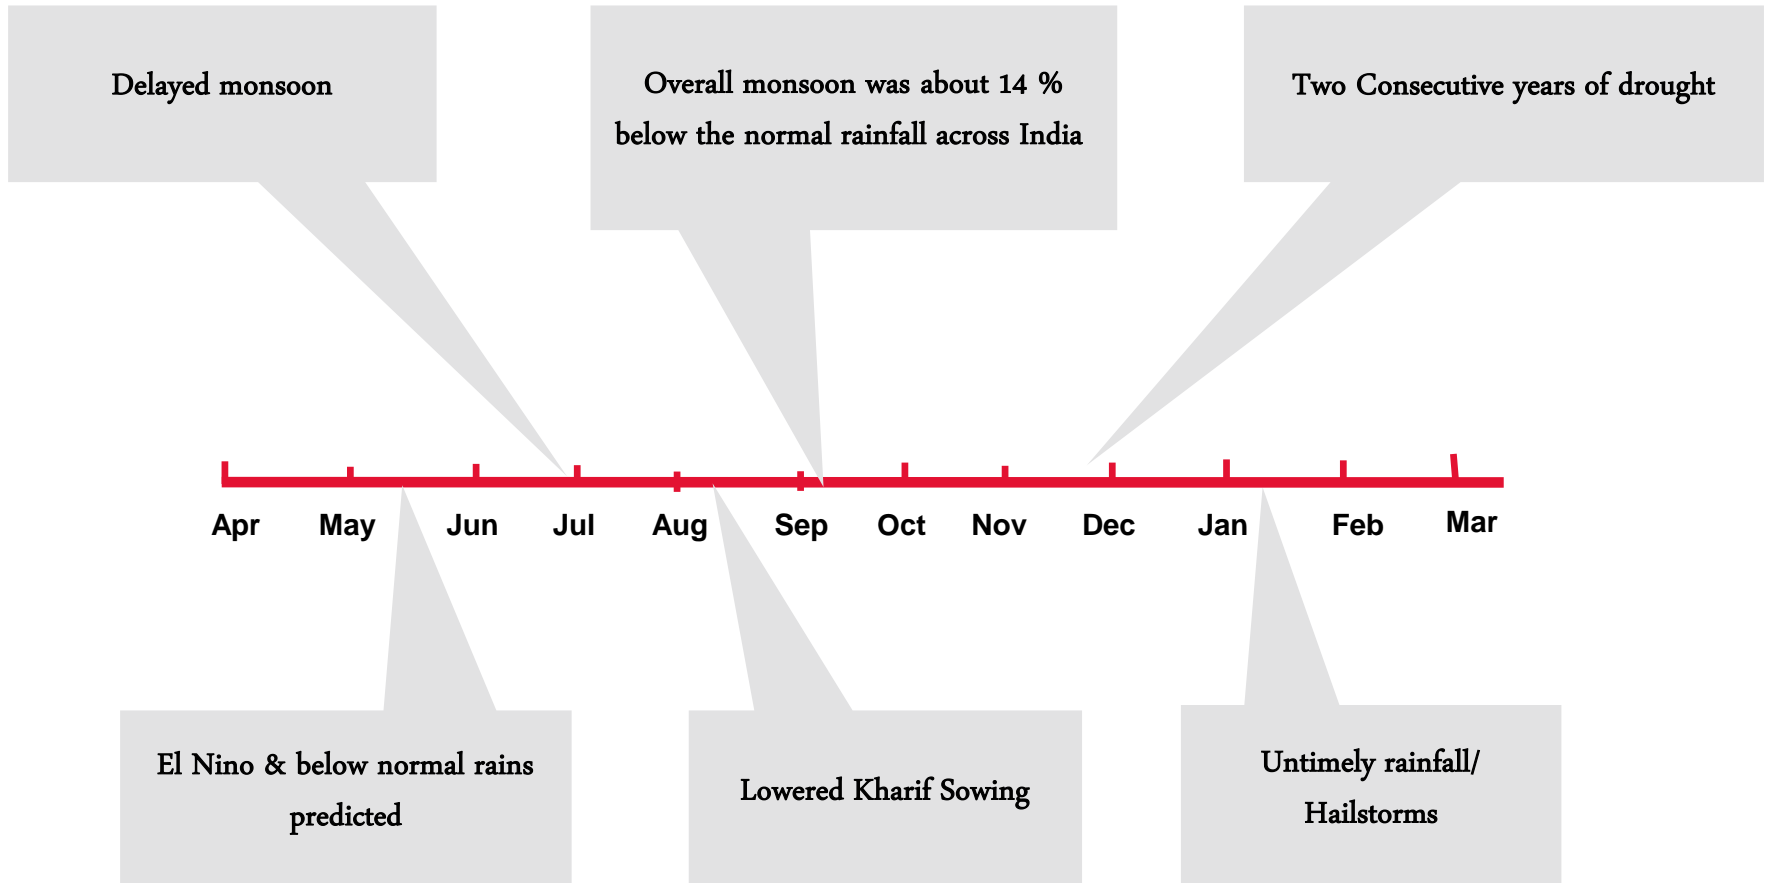 Delayed monsoon
Overall monsoon was about 14 %
below the normal rainfall across India
Two Consecutive years of drought
Apr May Jun Jul Aug Sep Oct Nov Dec Jan Feb Mar
El Nino & below normal rains
predicted
Lowered Kharif Sowing
Untimely rainfall/
Hailstorms